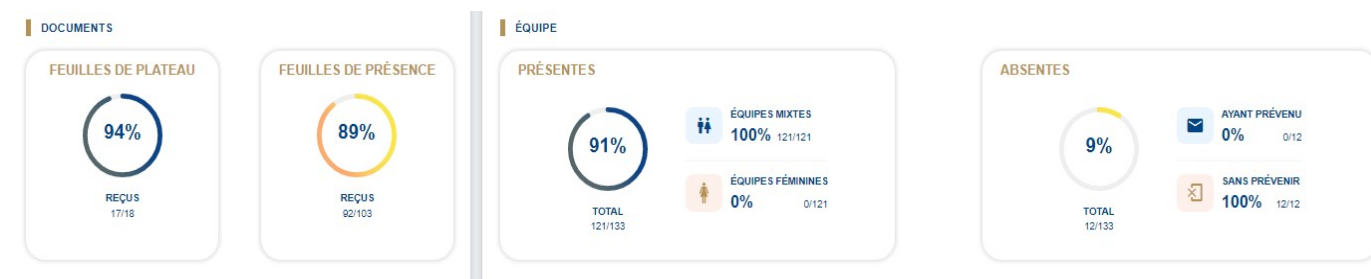 DOCUMENTS
FEUILLES DE PLATEAU
94%
REÇUS
17/18
FEUILLES DE PRÉSENCE
89%
REÇUS
92/103
ÉQUIPE
PRÉSENTES
91%
TOTAL
121/133
ÉQUIPES MIXTES
100% 121/121
ÉQUIPES FÉMININES
0% 0/121
ABSENTES
9%
TOTAL
12/133
AYANT PRÉVENU
0% 0/12
SANS PRÉVENIR
100% 12/12